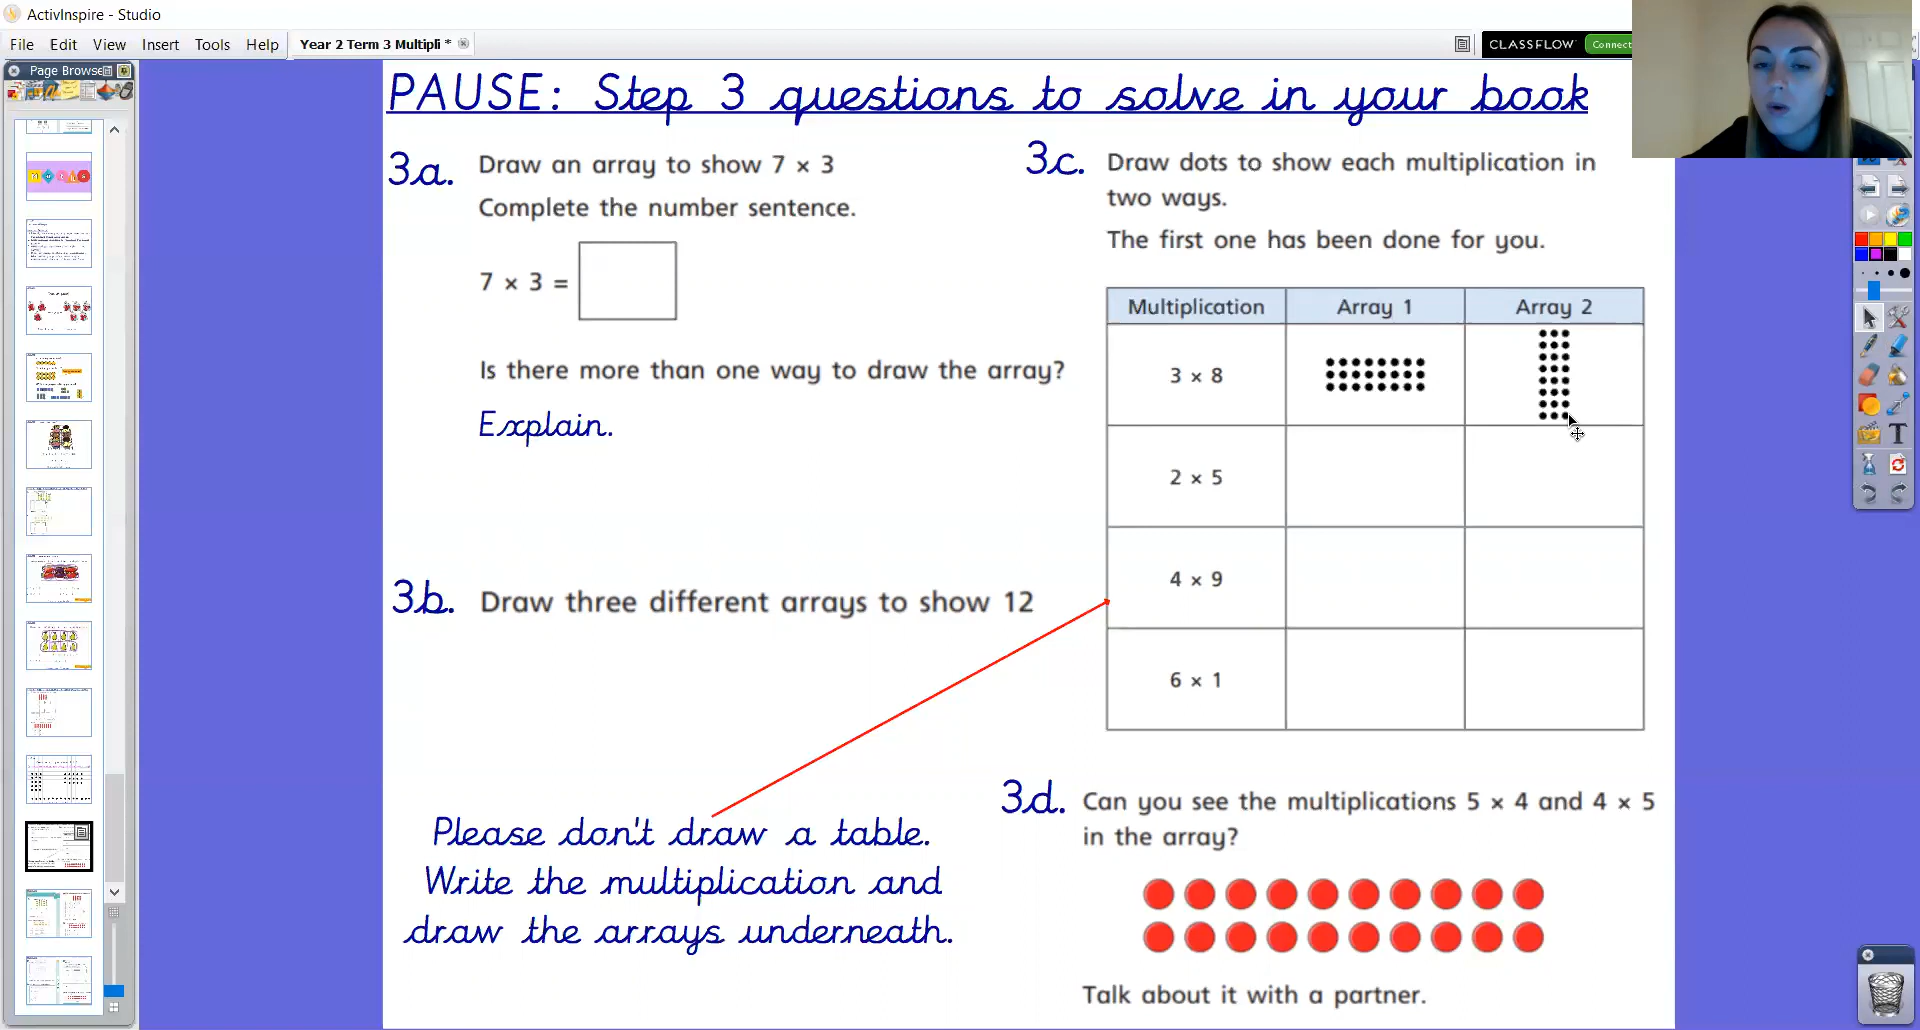 ActivInspire - Studio
File Edit View Insert Tools Help Year 2 Term 3 Multipli *
CLASSFLOW Connect
Page Browse
PAUSE: Step 3 questions to solve in your book
3a. Draw an array to show 7 × 3
Complete the number sentence.
7 × 3 =
Is there more than one way to draw the array?
Explain.
3b. Draw three different arrays to show 12
Please don't draw a table.
Write the multiplication and
draw the arrays underneath.
3c. Draw dots to show each multiplication in
two ways.
The first one has been done for you.
Multiplication Array 1 Array 2
3 × 8
2 × 5
4 × 9
6 × 1
3d. Can you see the multiplications 5 × 4 and 4 × 5
in the array?
Talk about it with a partner.